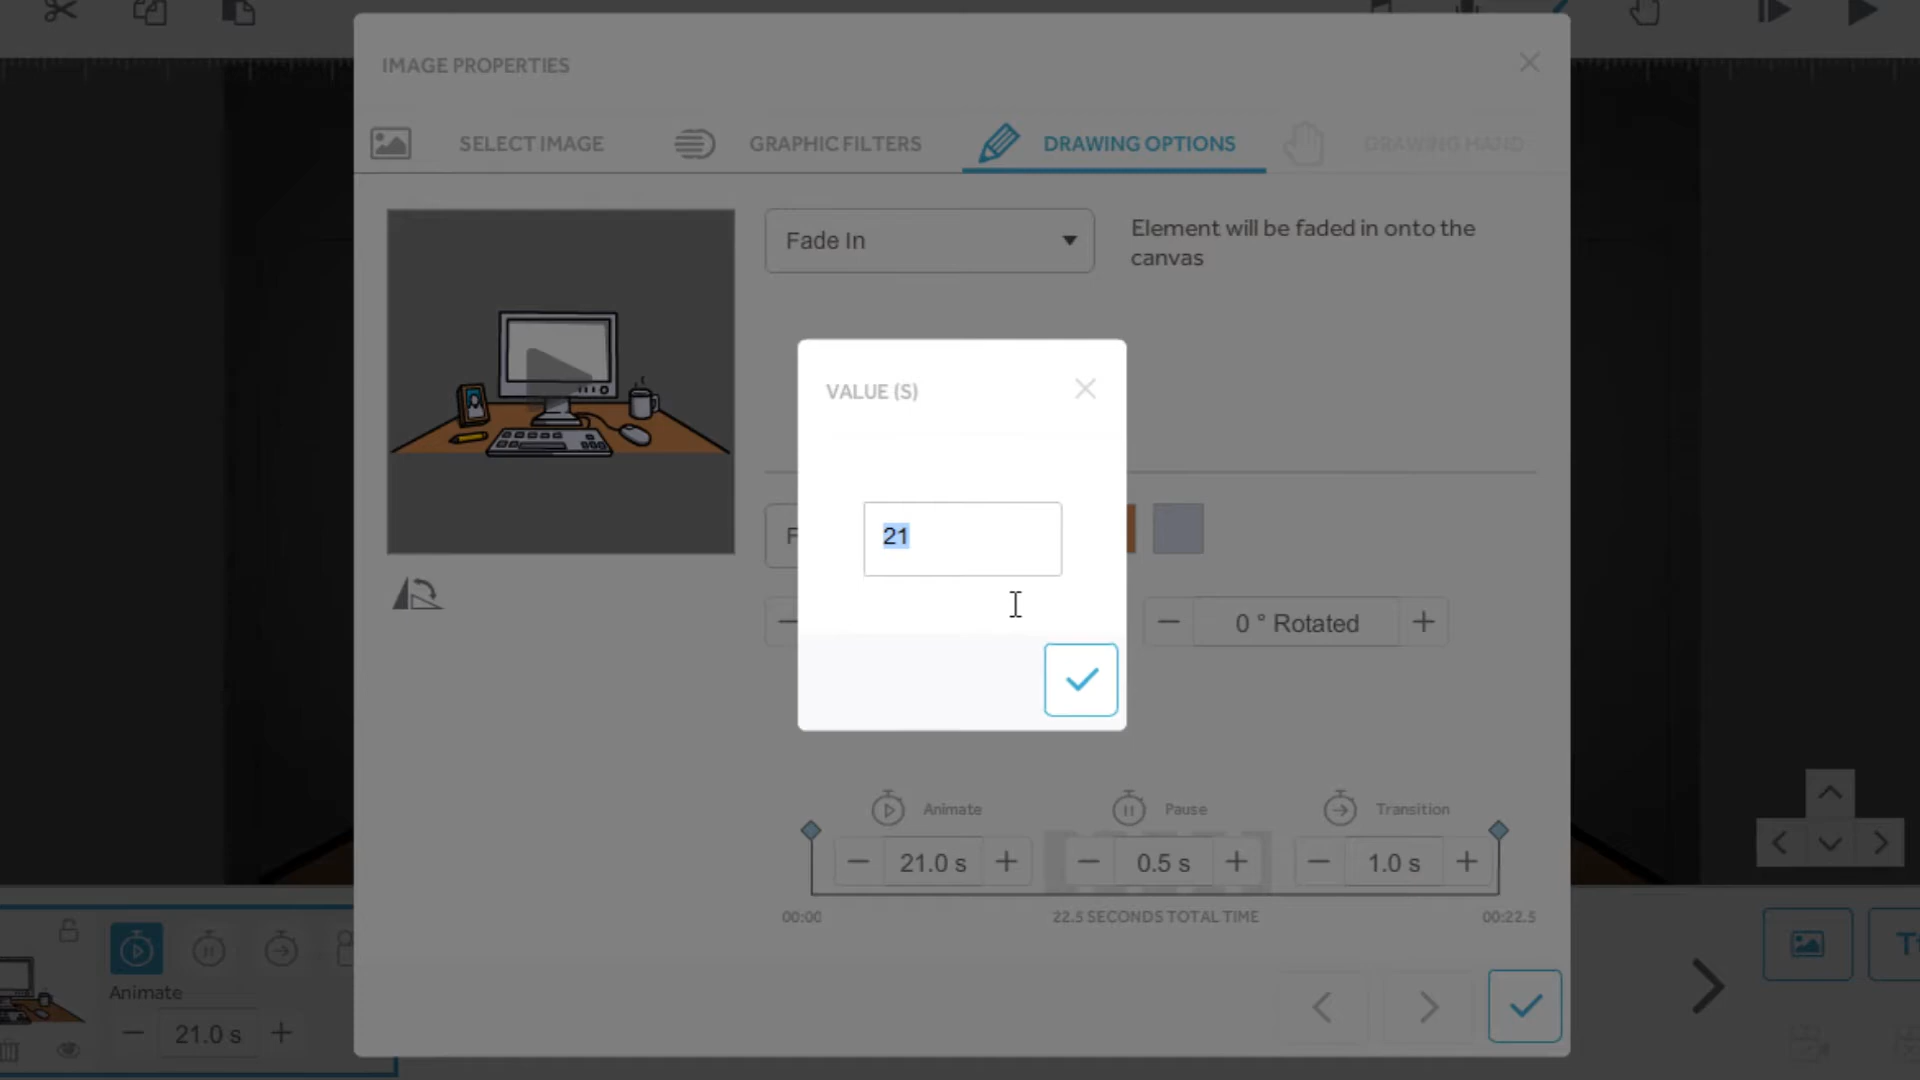 IMAGE PROPERTIES
SELECT IMAGE
GRAPHIC FILTERS
DRAWING OPTIONS
DRAWING HAND
Fade In
Element will be faded in onto the
canvas
VALUE (S)
21
F
0 ° Rotated
Animate
Pause
Transition
21.0 s
0.5 s
1.0 s
00:00
22.5 SECONDS TOTAL TIME
00:22.5
Animate
21.0 s